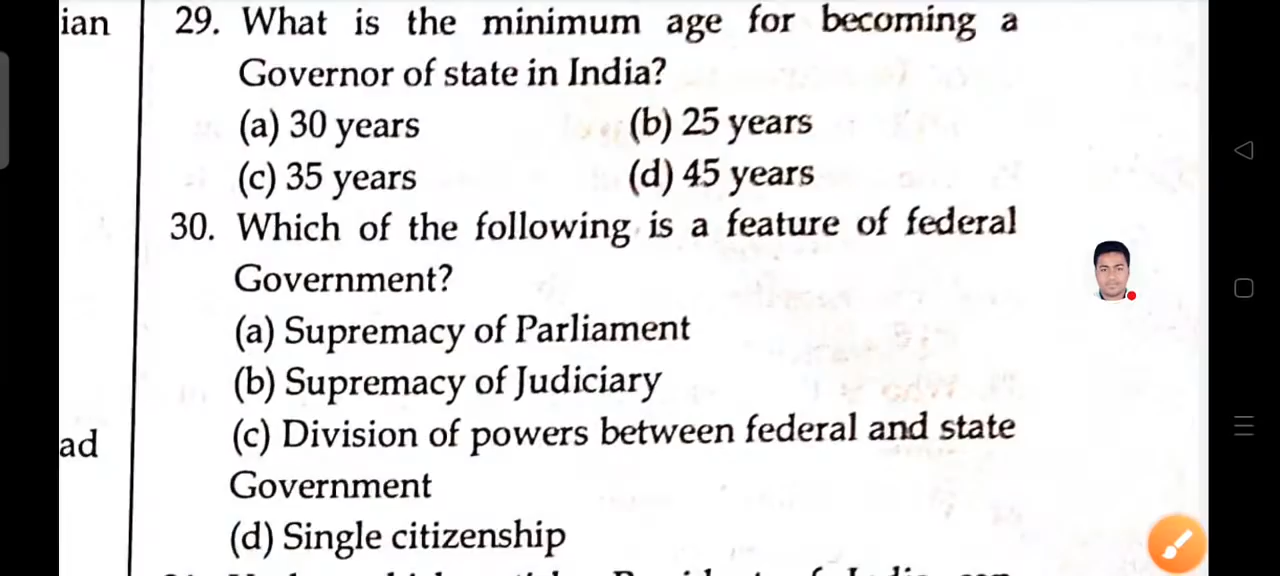 ian
29. What is the minimum age for becoming a
Governor of state in India?
(a) 30 years (b) 25 years
(c) 35 years (d) 45 years
30. Which of the following is a feature of federal
Government?
(a) Supremacy of Parliament
(b) Supremacy of Judiciary
(c) Division of powers between federal and state
ad
Government
(d) Single citizenship